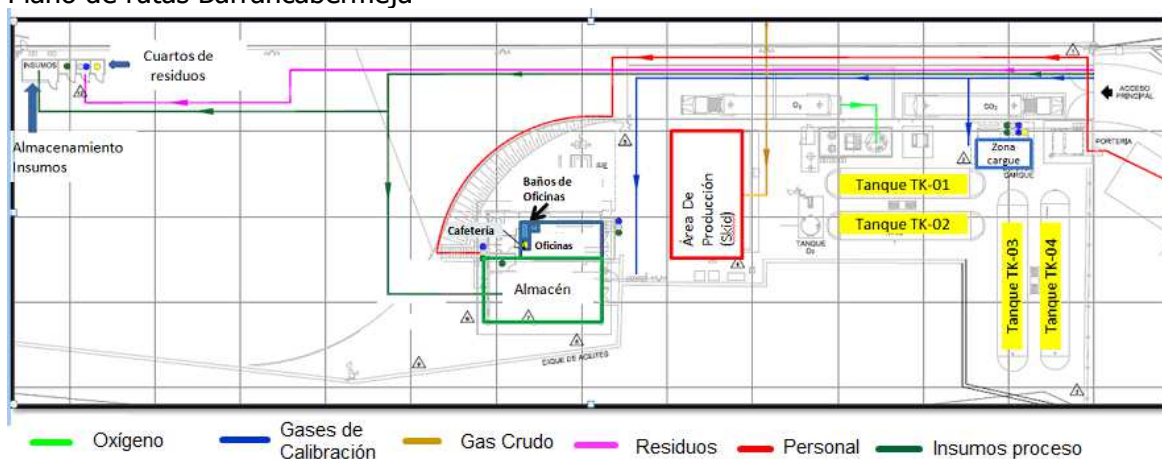 Plano de rutas Barrancabermeja
INSUMOS
Cuartos de
residuos
Almacenamiento
Insumos
Baños de
Oficinas
Cafetería
Oficinas
Almacén
Área De
Producción
(Skid)
O₂
CO₂
ACCESO
PRINCIPAL
PORTERIA
Zona
cargue
CARGUE
Tanque TK-01
Tanque TK-02
TANQUE
O₂
Tanque TK-03
Tanque TK-04
DIQUE DE ACEITES
Oxígeno
Gases de
Calibración
Gas Crudo
Residuos
Personal
Insumos proceso